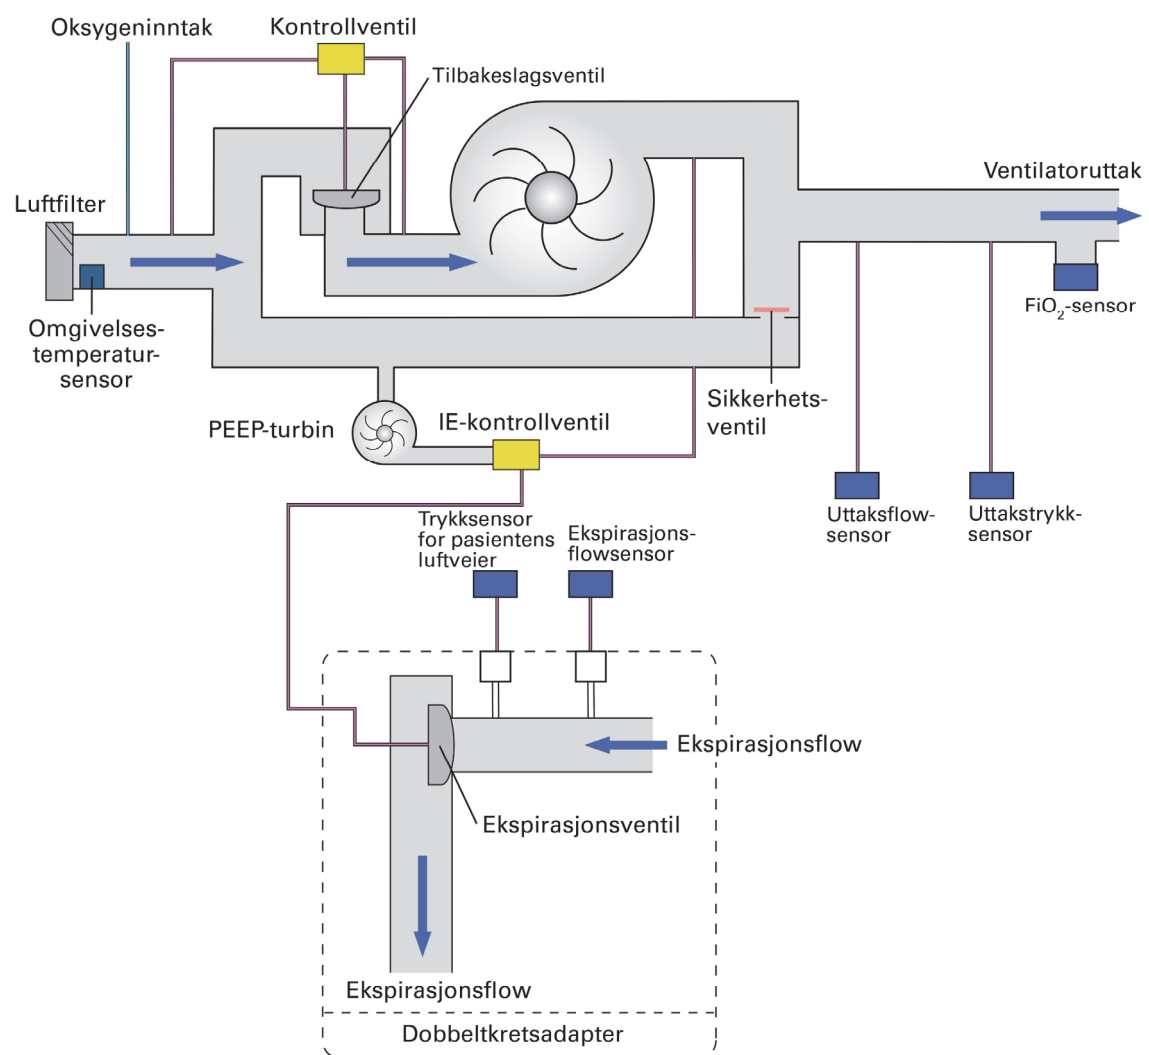 Oksygeninntak
Kontrollventil
Tilbakeslagsventil
Ventilatoruttak
Luftfilter
FiO₂-sensor
Omgivelses-
temperatur-
sensor
Sikkerhets-
ventil
PEEP-turbin
IE-kontrollventil
Uttaksflow-
sensor
Uttakstrykk-
sensor
Trykksensor
for pasientens
luftveier
Ekspirasjons-
flowsensor
Ekspirasjonsflow
Ekspirasjonsventil
Ekspirasjonsflow
Dobbeltkretsadapter